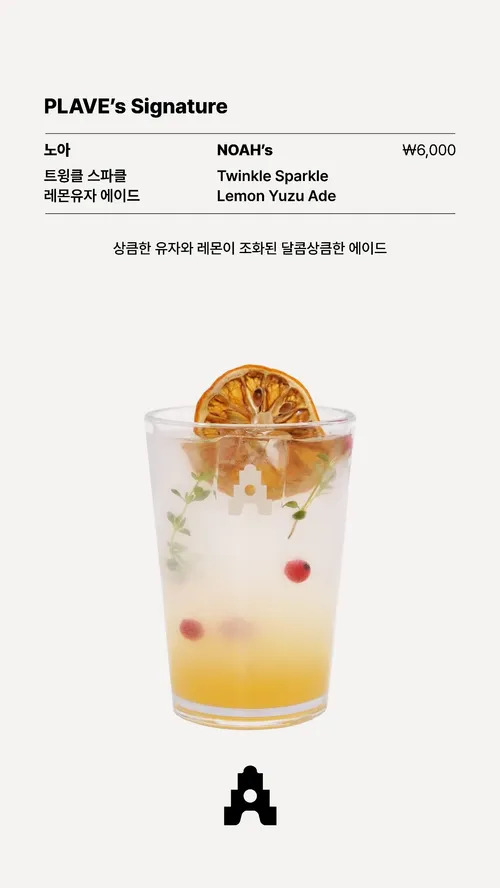 PLAVE’s Signature
노아 NOAH’s ₩6,000
트윙클 스파클 Twinkle Sparkle
레몬유자 에이드 Lemon Yuzu Ade
상큼한 유자와 레몬이 조화된 달콤상큼한 에이드